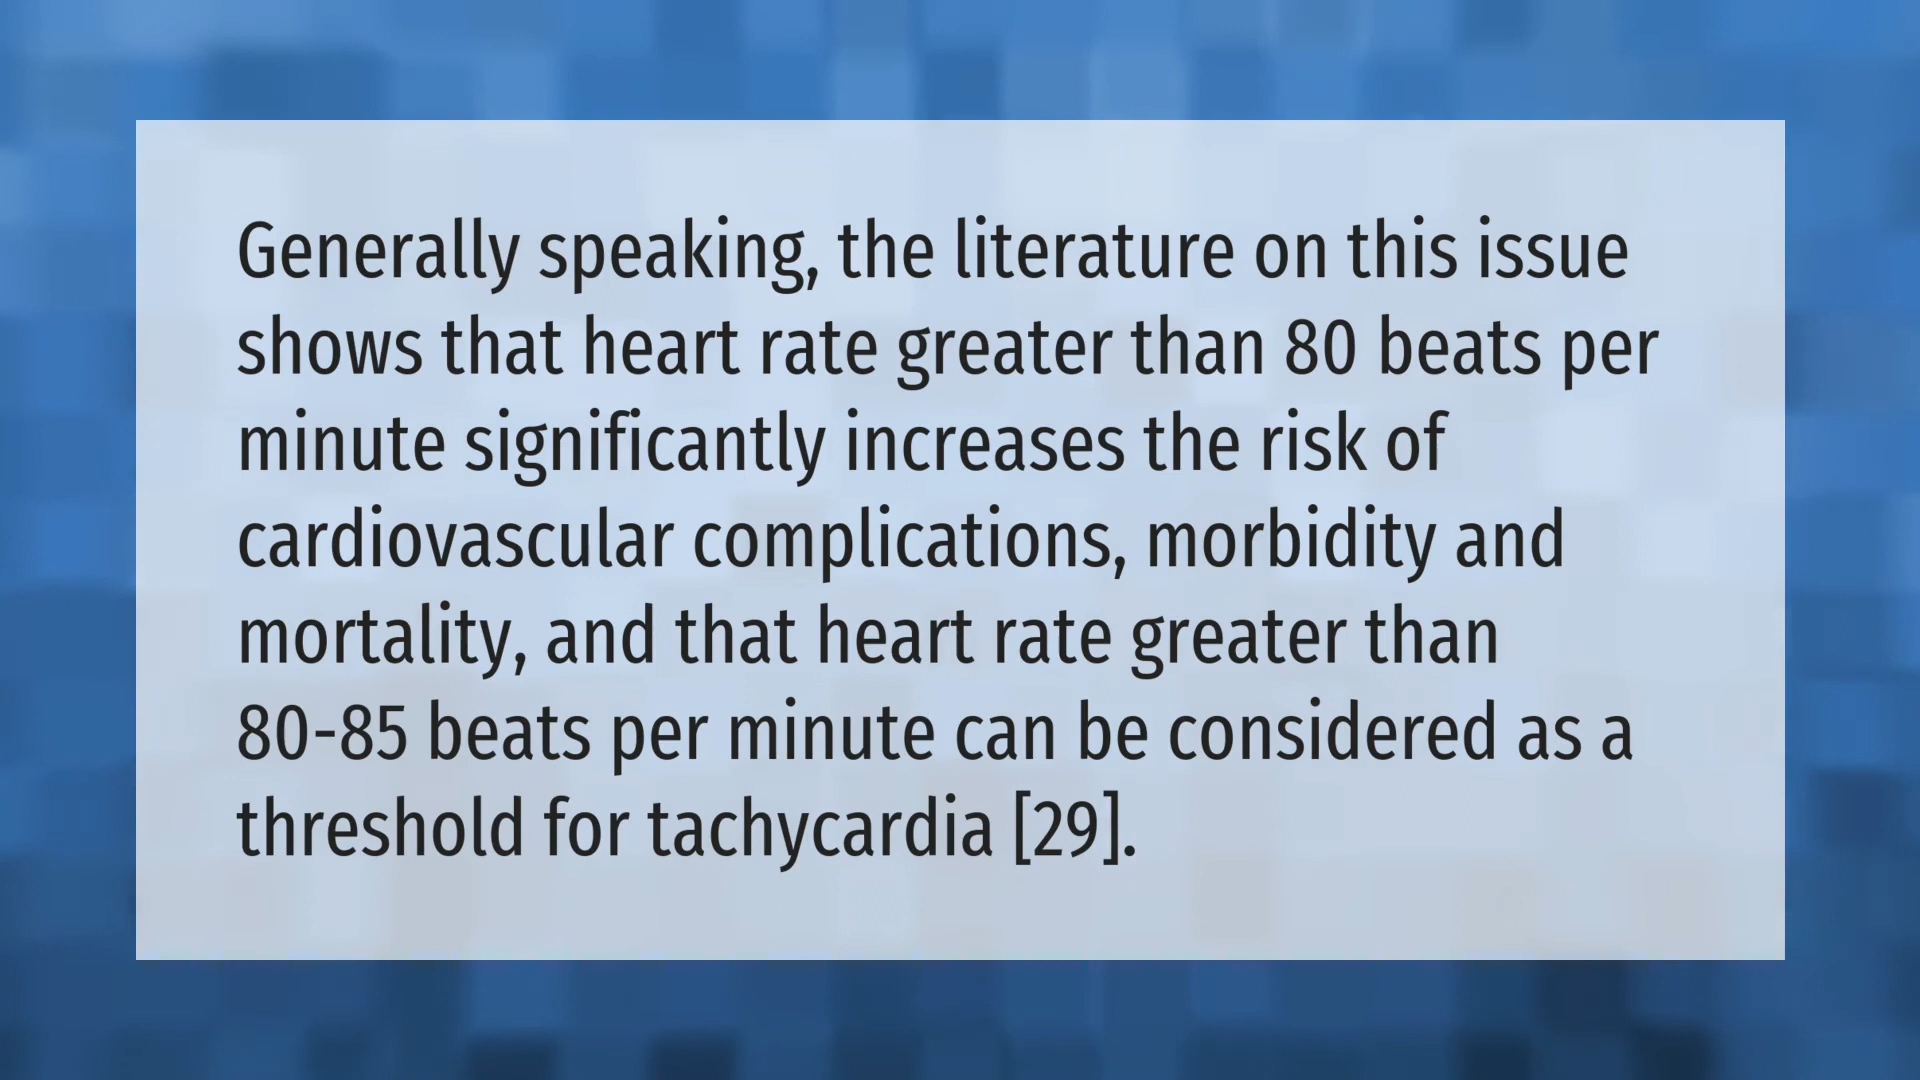 Generally speaking, the literature on this issue
shows that heart rate greater than 80 beats per
minute significantly increases the risk of
cardiovascular complications, morbidity and
mortality, and that heart rate greater than
80-85 beats per minute can be considered as a
threshold for tachycardia [29].